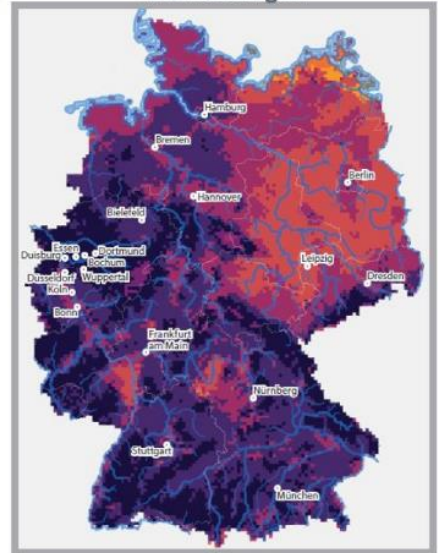 Hamburg
Bremen
Berlin
Hannover
Bielefeld
Essen
Duisburg
Dortmund
Bochum
Leipzig
Düsseldorf
Wuppertal
Dresden
Köln
Bonn
Frankfurt
am Main
Nürnberg
Stuttgart
München